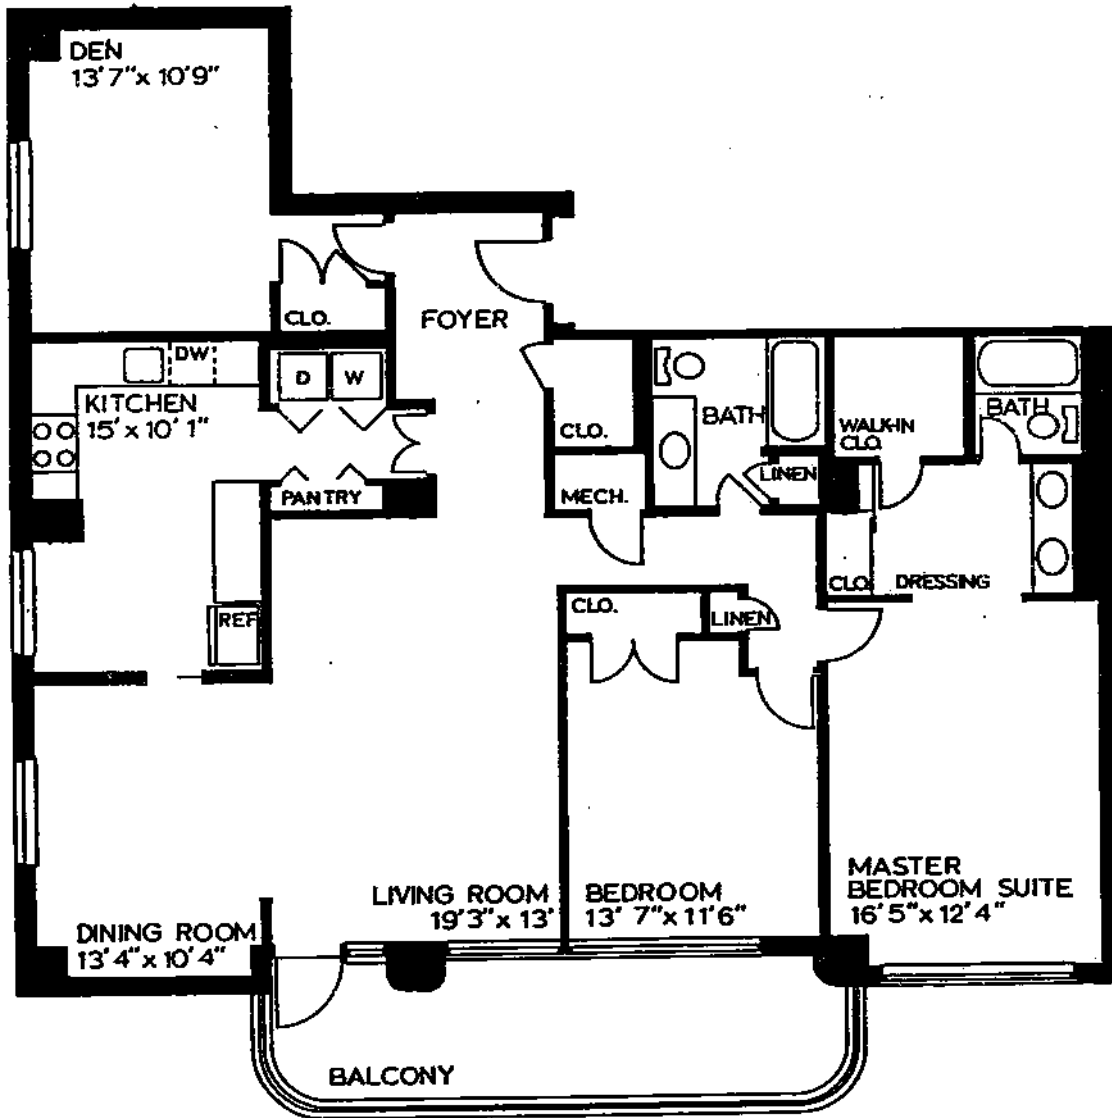 DEN
13'7"x 10'9"
CLO.
FOYER
DW
D
W
KITCHEN
15'x 10'1"
PANTRY
REF
CLO.
MECH.
BATH
LINEN
WALK-IN
CLO.
BATH
CLO.
DRESSING
CLO.
LINEN
LIVING ROOM
19'3"x 13'
BEDROOM
13' 7"x 11'6"
MASTER
BEDROOM SUITE
16'5"x 12'4"
DINING ROOM
13'4"x 10'4"
BALCONY